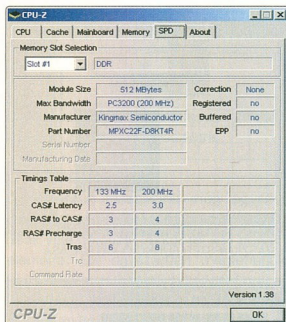 CPU-Z
CPU Cache Mainboard Memory SPD About
Memory Slot Selection
Slot #1 DDR
Module Size 512 MBytes Correction None
Max Bandwidth PC3200 (200 MHz) Registered no
Manufacturer Kingmax Semiconductor Buffered no
Part Number MPXC22F-D8KT4R EPP no
Serial Number
Manufacturing Date
Timings Table
Frequency 133 MHz 200 MHz
CAS# Latency 2.5 3.0
RAS# to CAS# 3 4
RAS# Precharge 3 4
Tras 6 8
Trc
Command Rate
Version 1.38
CPU-Z OK